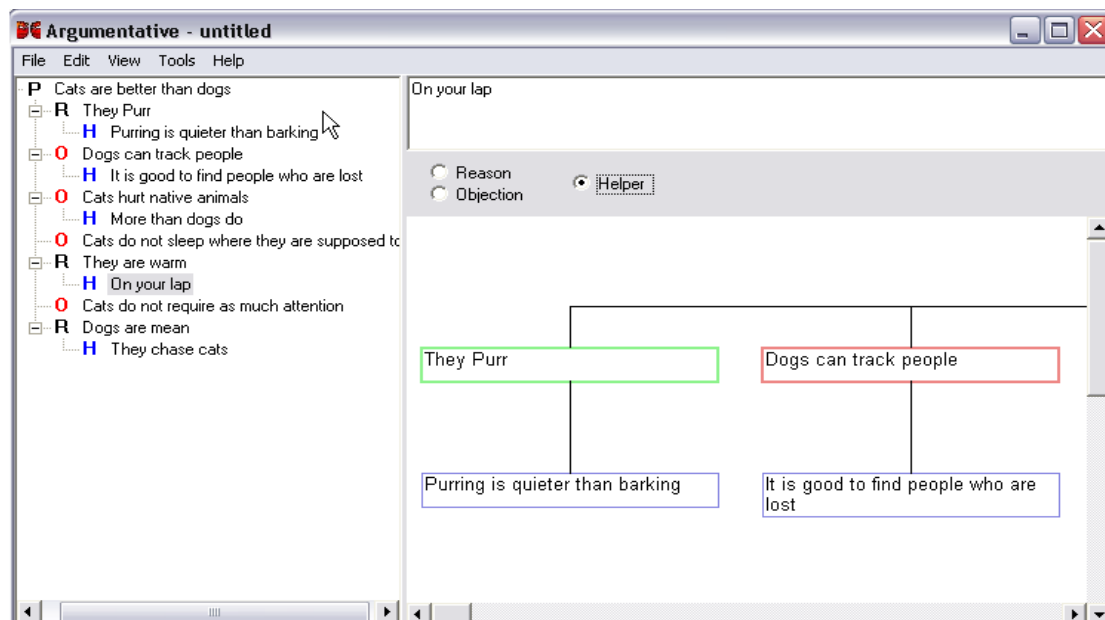 Argumentative - untitled
File Edit View Tools Help
P Cats are better than dogs
R They Purr
H Purring is quieter than barking
O Dogs can track people
H It is good to find people who are lost
O Cats hurt native animals
H More than dogs do
O Cats do not sleep where they are supposed to
R They are warm
H On your lap
O Cats do not require as much attention
R Dogs are mean
H They chase cats
On your lap
Reason
Objection
Helper
They Purr
Dogs can track people
Purring is quieter than barking
It is good to find people who are
lost